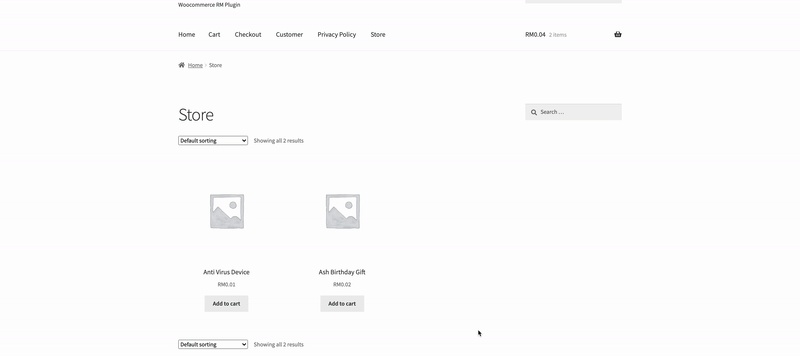 Woocommerce RM Plugin
Home Cart Checkout Customer Privacy Policy Store RM0.04 2 items
Home › Store
Store
Search …
Default sorting Showing all 2 results
Anti Virus Device Ash Birthday Gift
RM0.01 RM0.02
Add to cart Add to cart
Default sorting Showing all 2 results